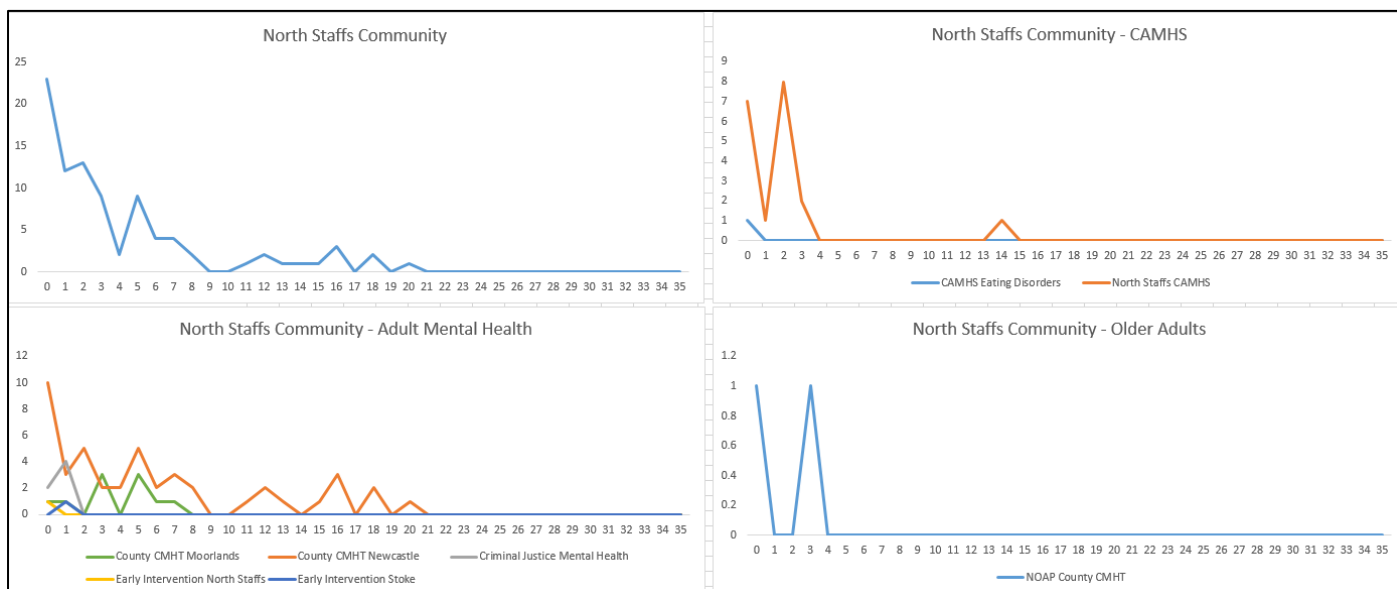 North Staffs Community
25
20
15
10
5
0
0 1 2 3 4 5 6 7 8 9 10 11 12 13 14 15 16 17 18 19 20 21 22 23 24 25 26 27 28 29 30 31 32 33 34 35
North Staffs Community - CAMHS
9
8
7
6
5
4
3
2
1
0
0 1 2 3 4 5 6 7 8 9 10 11 12 13 14 15 16 17 18 19 20 21 22 23 24 25 26 27 28 29 30 31 32 33 34 35
CAMHS Eating Disorders North Staffs CAMHS
North Staffs Community - Adult Mental Health
12
10
8
6
4
2
0
0 1 2 3 4 5 6 7 8 9 10 11 12 13 14 15 16 17 18 19 20 21 22 23 24 25 26 27 28 29 30 31 32 33 34 35
County CMHT Moorlands County CMHT Newcastle Criminal Justice Mental Health
Early Intervention North Staffs Early Intervention Stoke
North Staffs Community - Older Adults
1.2
1
0.8
0.6
0.4
0.2
0
0 1 2 3 4 5 6 7 8 9 10 11 12 13 14 15 16 17 18 19 20 21 22 23 24 25 26 27 28 29 30 31 32 33 34 35
NOAP County CMHT